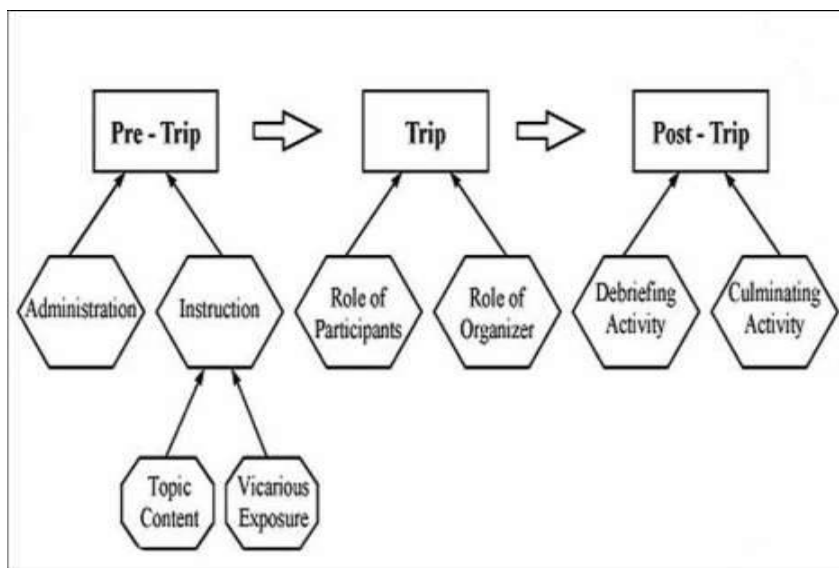 Pre - Trip
Trip
Post - Trip
Administration
Instruction
Role of
Participants
Role of
Organizer
Debriefing
Activity
Culminating
Activity
Topic
Content
Vicarious
Exposure